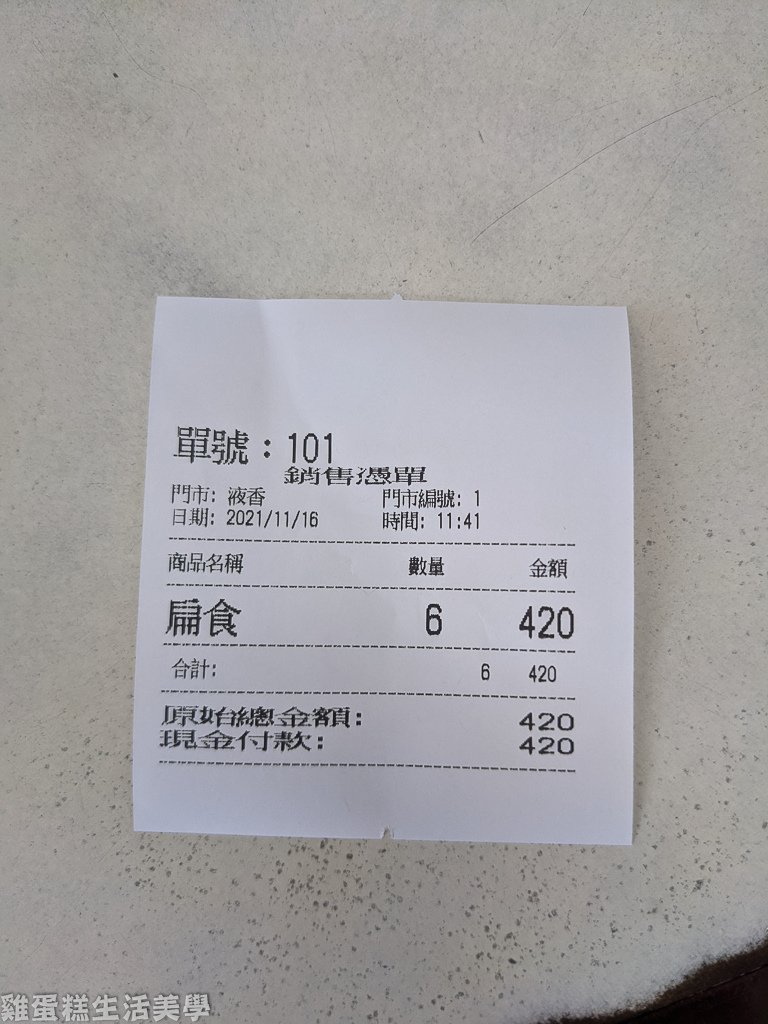 單號：101
銷售憑單
門市: 液香 門市編號: 1
日期: 2021/11/16 時間: 11:41
商品名稱 數量 金額
扁食 6 420
合計: 6 420
原始總金額: 420
現金付款: 420
雞蛋糕生活美學